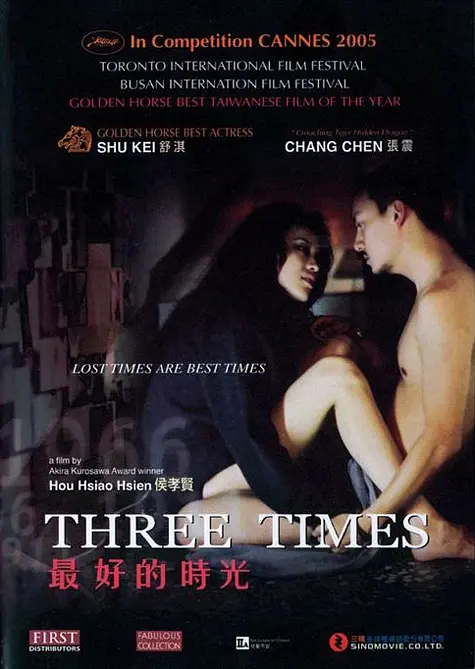 In Competition CANNES 2005
TORONTO INTERNATIONAL FILM FESTIVAL
BUSAN INTERNATION FILM FESTIVAL
GOLDEN HORSE BEST TAIWANESE FILM OF THE YEAR
GOLDEN HORSE BEST ACTRESS
SHU KEI 舒淇
"Crouching Tiger Hidden Dragon"
CHANG CHEN 張震
LOST TIMES ARE BEST TIMES
1966
a film by
Akira Kurosawa Award winner
Hou Hsiao Hsien 侯孝賢
THREE TIMES
最好的時光
FIRST
DISTRIBUTORS
FABULOUS
COLLECTION
IIA
SINOMOVIE.CO.LTD.